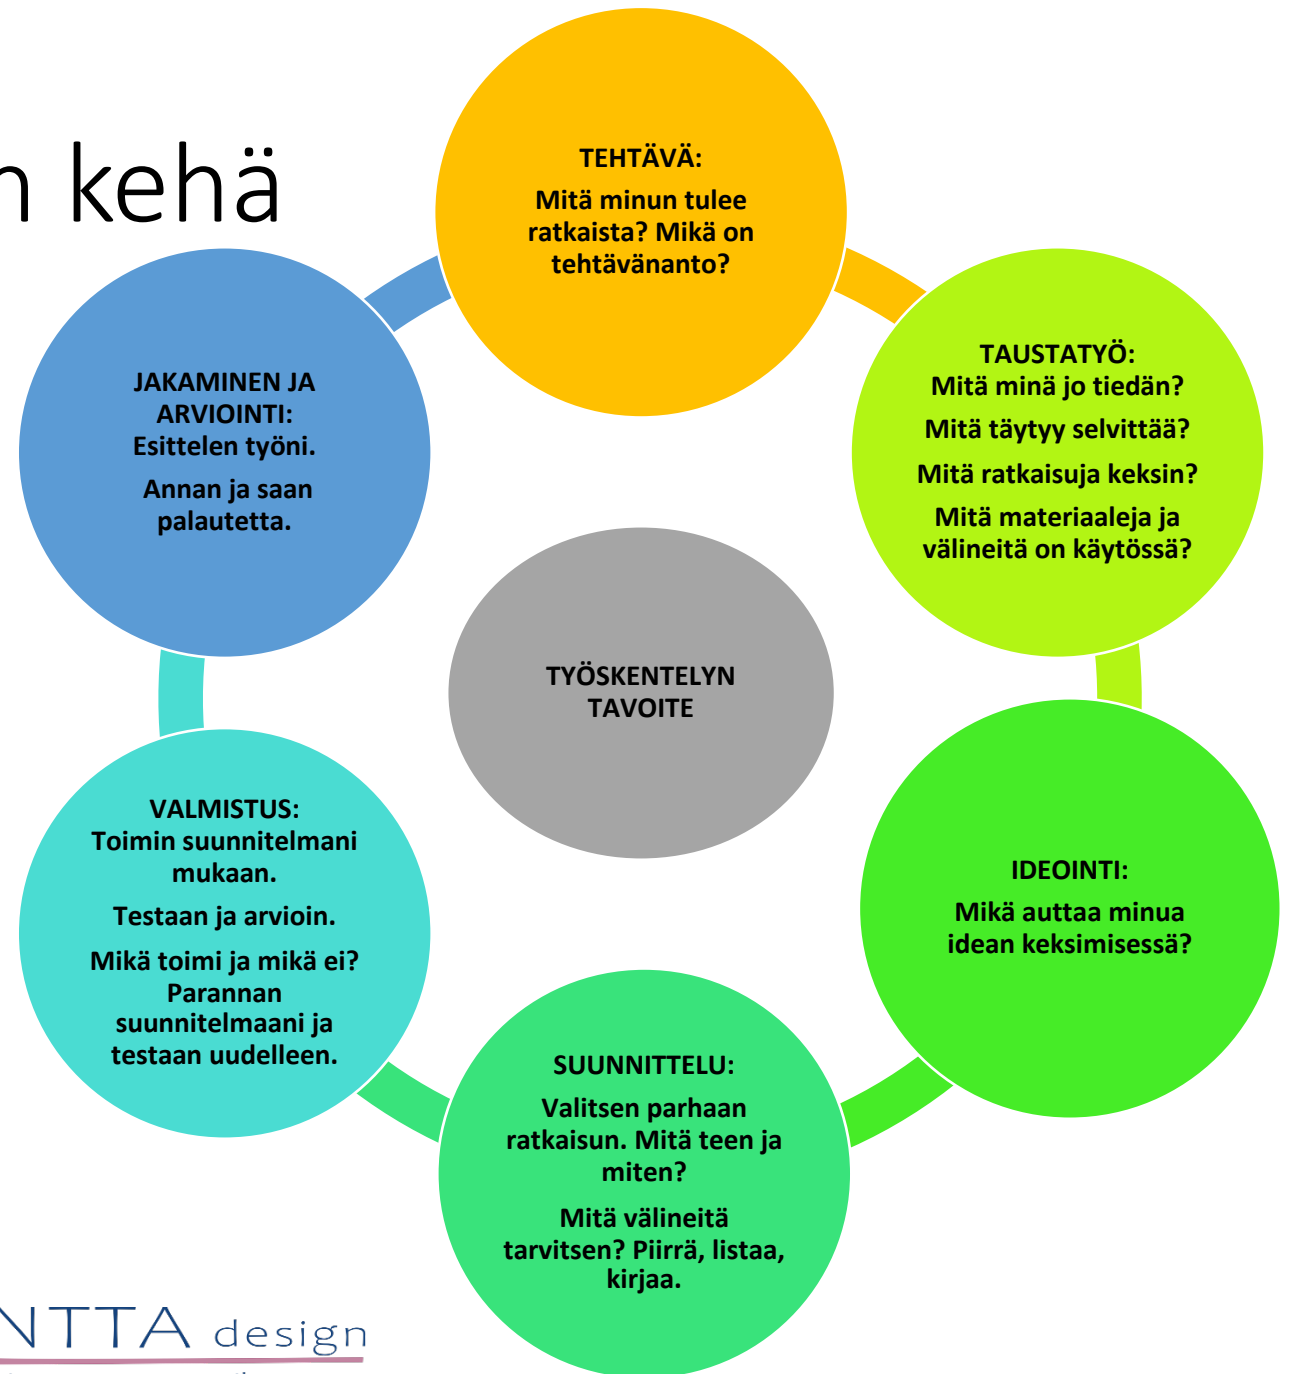 n kehä
TEHTÄVÄ:
Mitä minun tulee
ratkaista? Mikä on
tehtävänanto?
TAUSTATYÖ:
Mitä minä jo tiedän?
Mitä täytyy selvittää?
Mitä ratkaisuja keksin?
Mitä materiaaleja ja
välineitä on käytössä?
IDEOINTI:
Mikä auttaa minua
idean keksimisessä?
SUUNNITTELU:
Valitsen parhaan
ratkaisun. Mitä teen ja
miten?
Mitä välineitä
tarvitsen? Piirrä, listaa,
kirjaa.
VALMISTUS:
Toimin suunnitelmani
mukaan.
Testaan ja arvioin.
Mikä toimi ja mikä ei?
Parannan
suunnitelmaani ja
testaan uudelleen.
JAKAMINEN JA
ARVIOINTI:
Esittelen työni.
Annan ja saan
palautetta.
TYÖSKENTELYN
TAVOITE
NTTA design